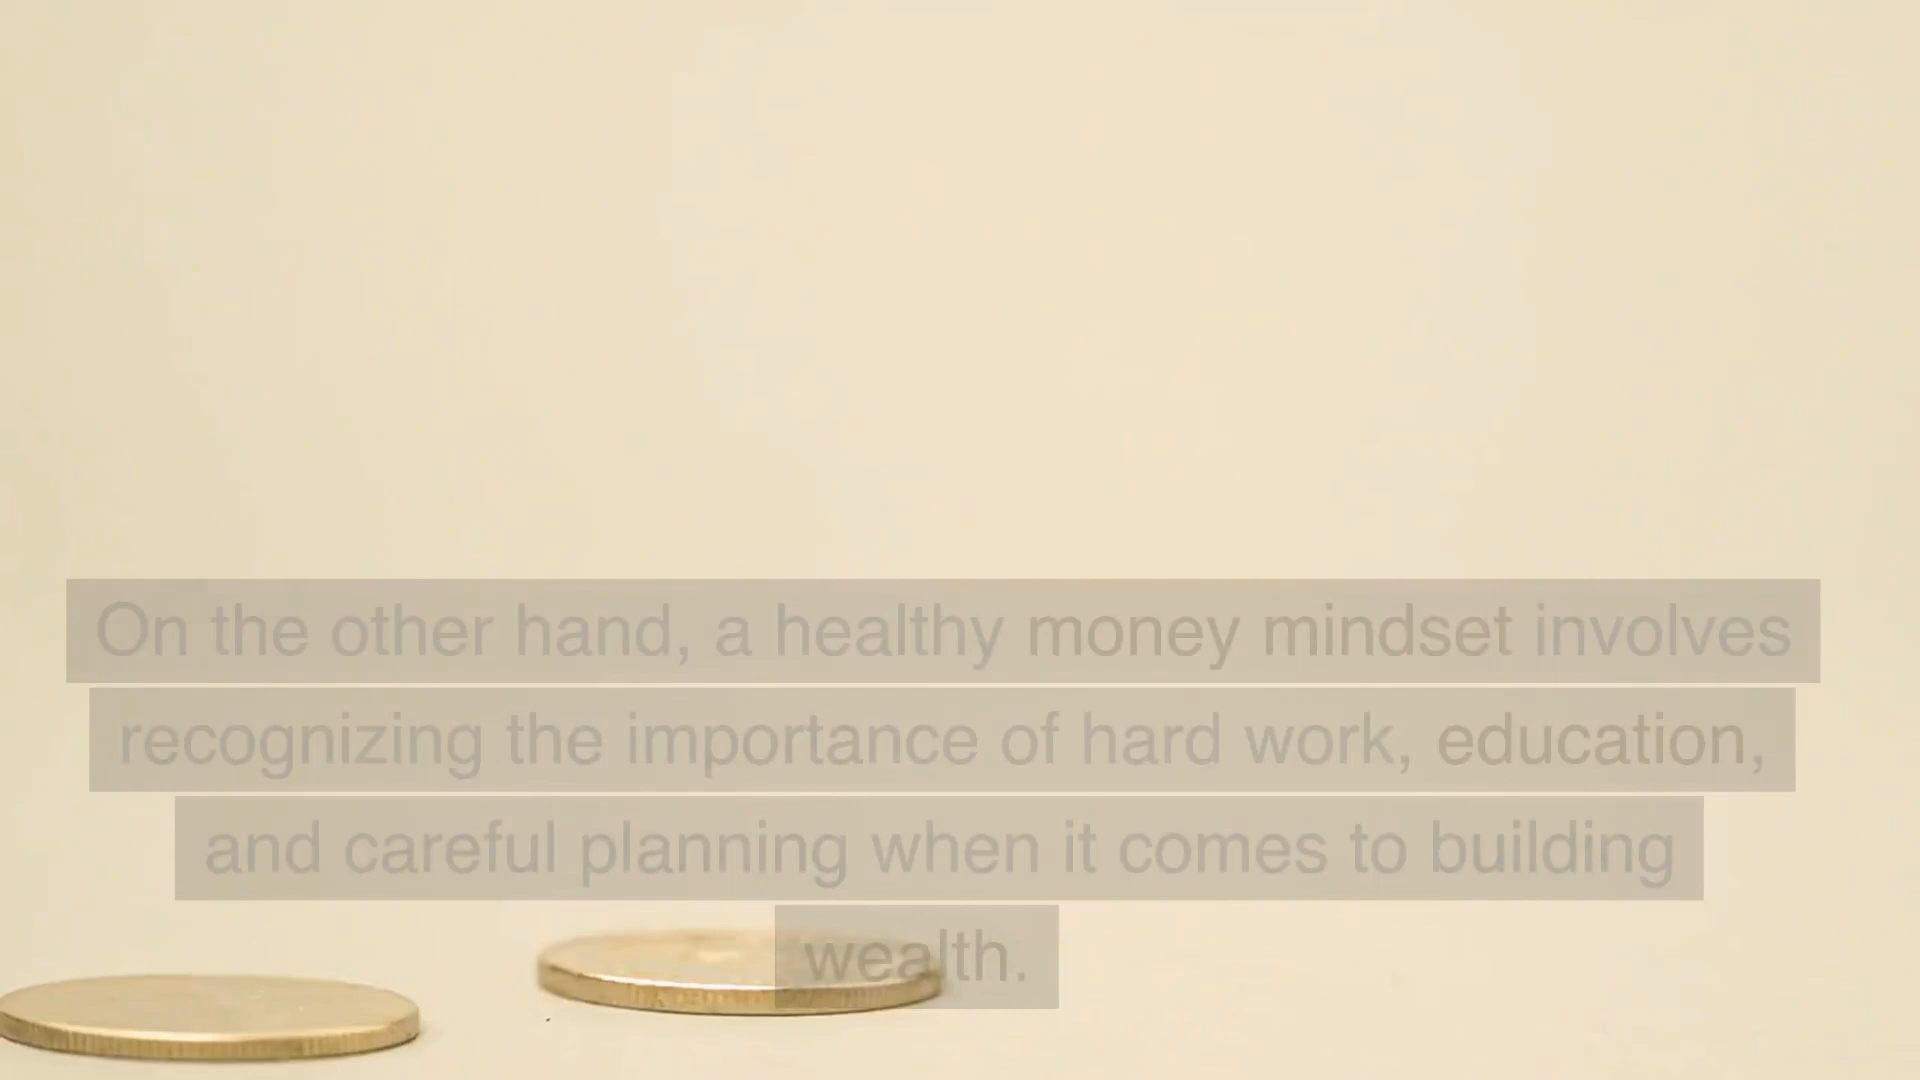 On the other hand, a healthy money mindset involves
recognizing the importance of hard work, education,
and careful planning when it comes to building
wealth.